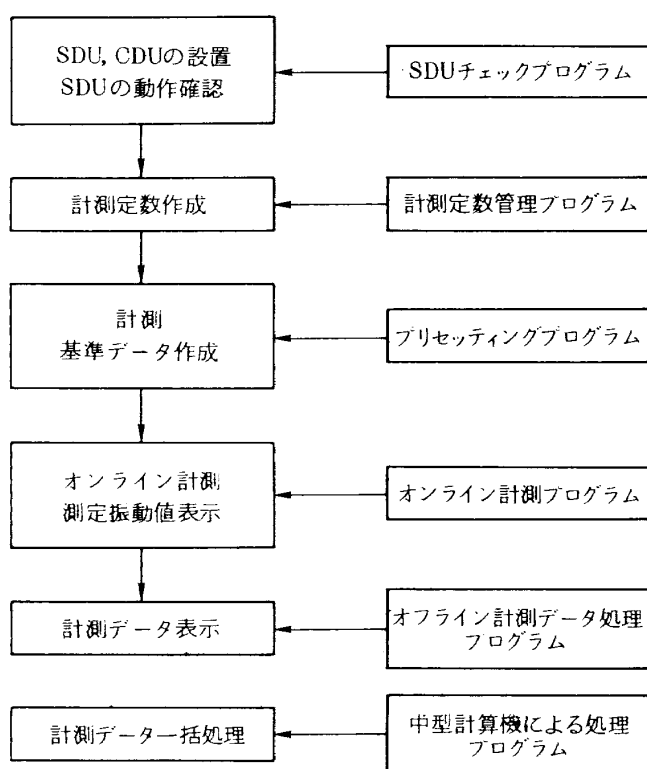 SDU, CDUの設置
SDUの動作確認
SDUチェックプログラム
計測定数作成
計測定数管理プログラム
計測
基準データ作成
プリセッティングプログラム
オンライン計測
測定振動値表示
オンライン計測プログラム
計測データ表示
オフライン計測データ処理
プログラム
計測データ一括処理
中型計算機による処理
プログラム